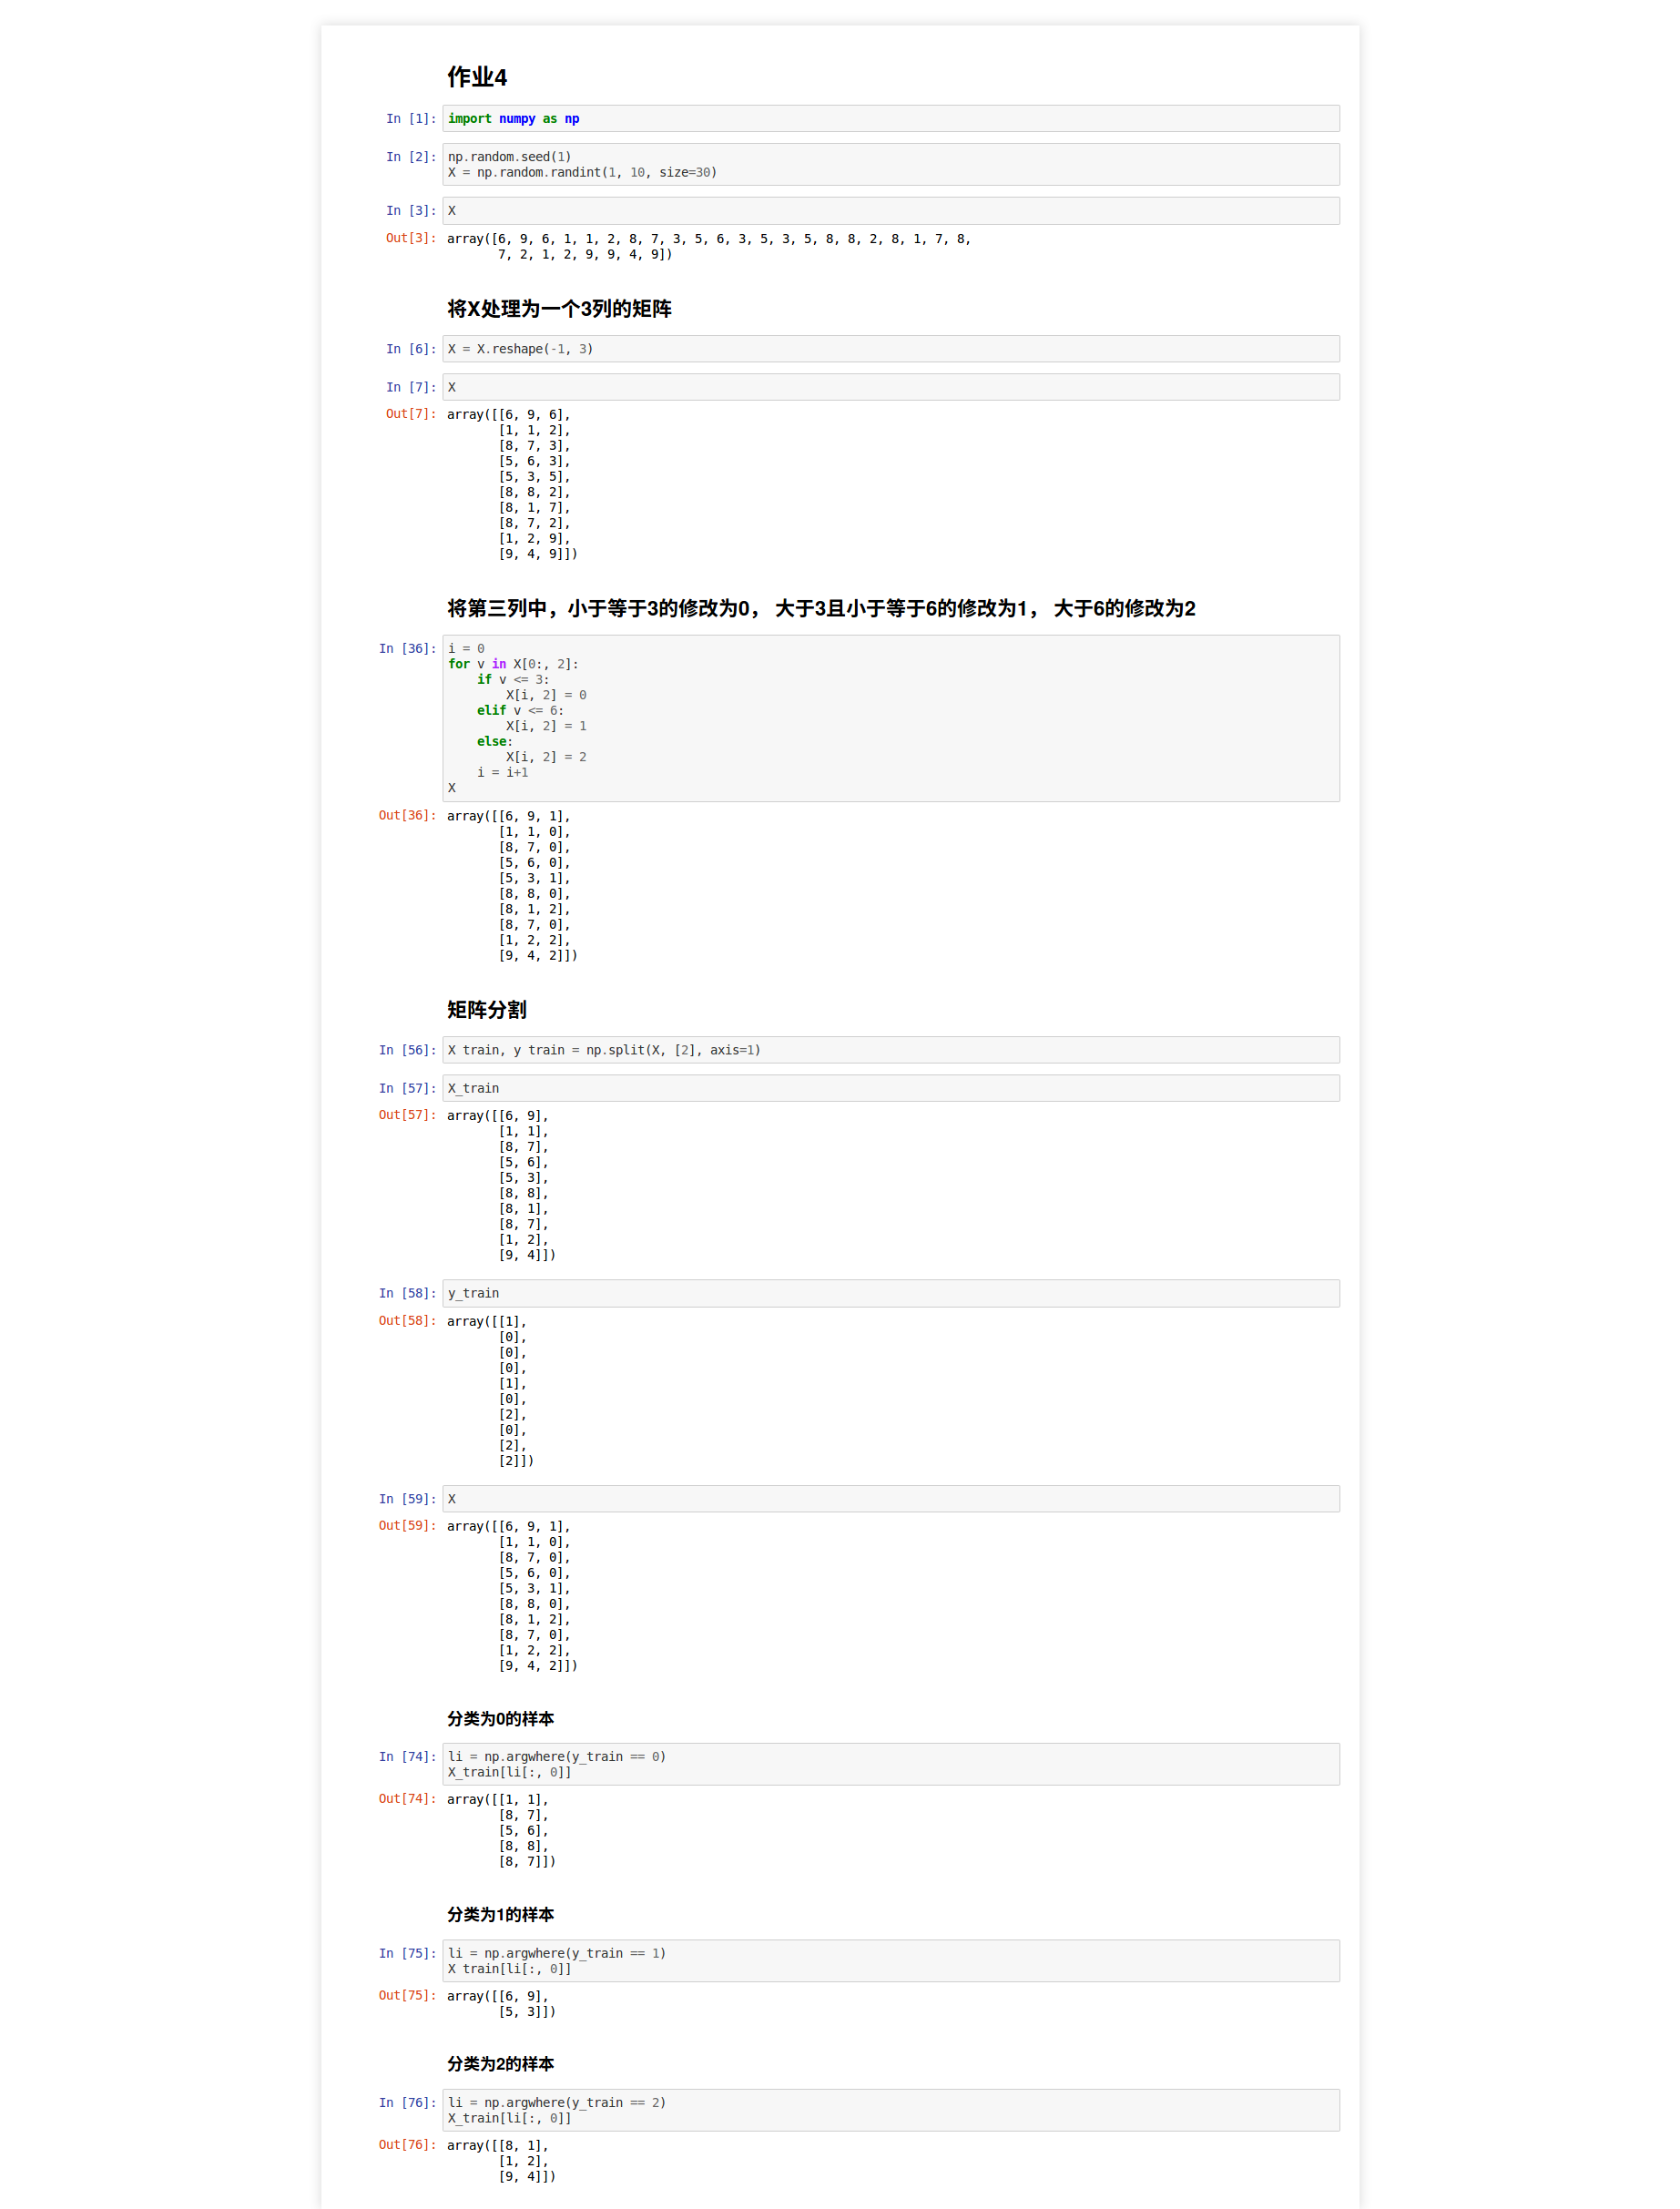 作业4
In [1]: import numpy as np
In [2]: np.random.seed(1)
X = np.random.randint(1, 10, size=30)
In [3]: X
Out[3]: array([6, 9, 6, 1, 1, 2, 8, 7, 3, 5, 6, 3, 5, 3, 5, 8, 8, 2, 8, 1, 7, 8,
7, 2, 1, 2, 9, 9, 4, 9])
将X处理为一个3列的矩阵
In [6]: X = X.reshape(-1, 3)
In [7]: X
Out[7]: array([[6, 9, 6],
[1, 1, 2],
[8, 7, 3],
[5, 6, 3],
[5, 3, 5],
[8, 8, 2],
[8, 1, 7],
[8, 7, 2],
[1, 2, 9],
[9, 4, 9]])
将第三列中，小于等于3的修改为0， 大于3且小于等于6的修改为1， 大于6的修改为2
In [36]: i = 0
for v in X[0:, 2]:
if v <= 3:
X[i, 2] = 0
elif v <= 6:
X[i, 2] = 1
else:
X[i, 2] = 2
i = i+1
X
Out[36]: array([[6, 9, 1],
[1, 1, 0],
[8, 7, 0],
[5, 6, 0],
[5, 3, 1],
[8, 8, 0],
[8, 1, 2],
[8, 7, 0],
[1, 2, 2],
[9, 4, 2]])
矩阵分割
In [56]: X train, y train = np.split(X, [2], axis=1)
In [57]: X_train
Out[57]: array([[6, 9],
[1, 1],
[8, 7],
[5, 6],
[5, 3],
[8, 8],
[8, 1],
[8, 7],
[1, 2],
[9, 4]])
In [58]: y_train
Out[58]: array([[1],
[0],
[0],
[0],
[1],
[0],
[2],
[0],
[2],
[2]])
In [59]: X
Out[59]: array([[6, 9, 1],
[1, 1, 0],
[8, 7, 0],
[5, 6, 0],
[5, 3, 1],
[8, 8, 0],
[8, 1, 2],
[8, 7, 0],
[1, 2, 2],
[9, 4, 2]])
分类为0的样本
In [74]: li = np.argwhere(y_train == 0)
X_train[li[:, 0]]
Out[74]: array([[1, 1],
[8, 7],
[5, 6],
[8, 8],
[8, 7]])
分类为1的样本
In [75]: li = np.argwhere(y_train == 1)
X train[li[:, 0]]
Out[75]: array([[6, 9],
[5, 3]])
分类为2的样本
In [76]: li = np.argwhere(y_train == 2)
X_train[li[:, 0]]
Out[76]: array([[8, 1],
[1, 2],
[9, 4]])